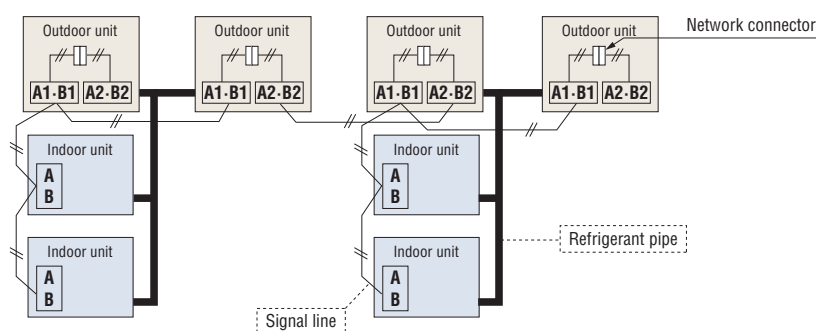 Outdoor unit
A1·B1 A2·B2
Outdoor unit
A1·B1 A2·B2
Outdoor unit
A1·B1 A2·B2
Outdoor unit
A1·B1 A2·B2
Network connector
Indoor unit
A
B
Indoor unit
A
B
Indoor unit
A
B
Indoor unit
A
B
Refrigerant pipe
Signal line